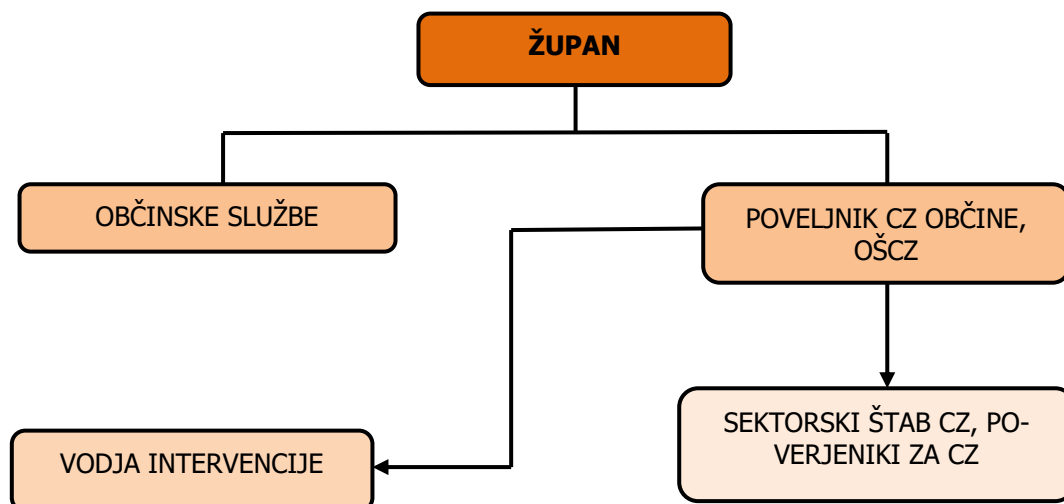 ŽUPAN
OBČINSKE SLUŽBE
POVELJNIK CZ OBČINE,
OŠCZ
SEKTORSKI ŠTAB CZ, PO-
VERJENIKI ZA CZ
VODJA INTERVENCIJE